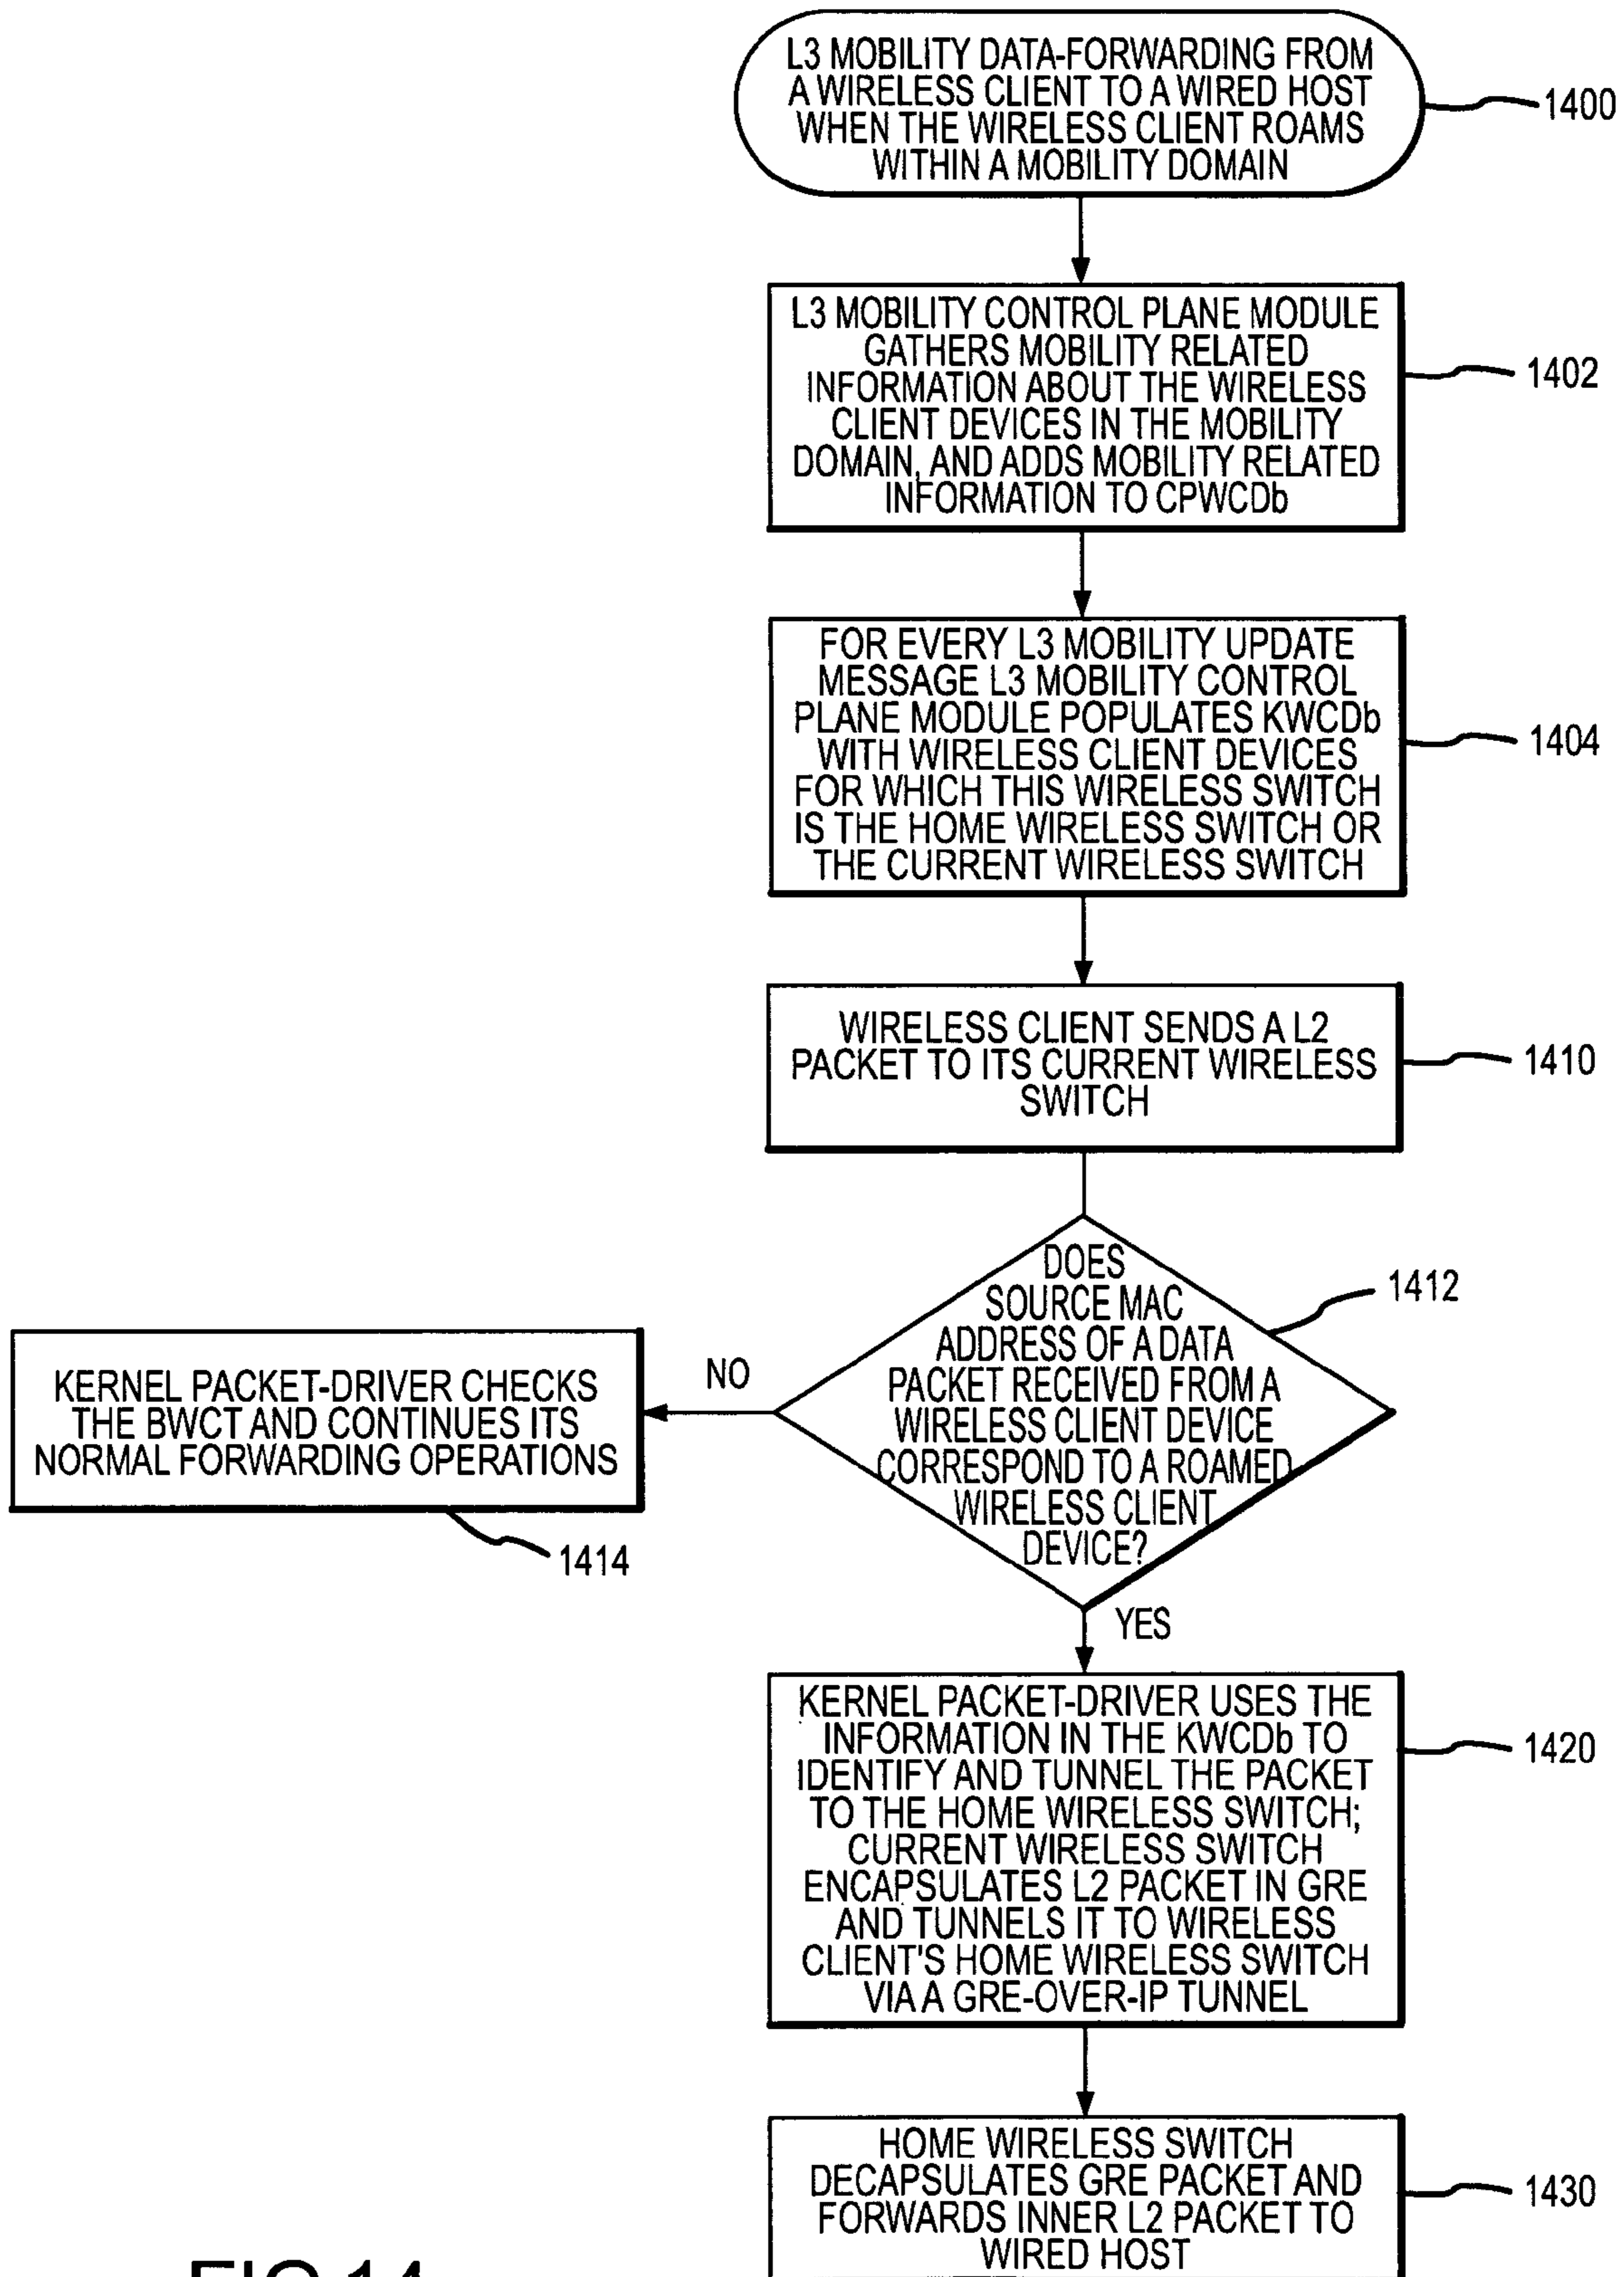 L3 MOBILITY DATA-FORWARDING FROM
A WIRELESS CLIENT TO A WIRED HOST
WHEN THE WIRELESS CLIENT ROAMS
WITHIN A MOBILITY DOMAIN
1400
L3 MOBILITY CONTROL PLANE MODULE
GATHERS MOBILITY RELATED
INFORMATION ABOUT THE WIRELESS
CLIENT DEVICES IN THE MOBILITY
DOMAIN, AND ADDS MOBILITY RELATED
INFORMATION TO CPWCDb
1402
FOR EVERY L3 MOBILITY UPDATE
MESSAGE L3 MOBILITY CONTROL
PLANE MODULE POPULATES KWCDb
WITH WIRELESS CLIENT DEVICES
FOR WHICH THIS WIRELESS SWITCH
IS THE HOME WIRELESS SWITCH OR
THE CURRENT WIRELESS SWITCH
1404
WIRELESS CLIENT SENDS A L2
PACKET TO ITS CURRENT WIRELESS
SWITCH
1410
DOES
SOURCE MAC
ADDRESS OF A DATA
PACKET RECEIVED FROM A
WIRELESS CLIENT DEVICE
CORRESPOND TO A ROAMED
WIRELESS CLIENT
DEVICE?
1412
NO
KERNEL PACKET-DRIVER CHECKS
THE BWCT AND CONTINUES ITS
NORMAL FORWARDING OPERATIONS
1414
YES
KERNEL PACKET-DRIVER USES THE
INFORMATION IN THE KWCDb TO
IDENTIFY AND TUNNEL THE PACKET
TO THE HOME WIRELESS SWITCH;
CURRENT WIRELESS SWITCH
ENCAPSULATES L2 PACKET IN GRE
AND TUNNELS IT TO WIRELESS
CLIENT'S HOME WIRELESS SWITCH
VIA A GRE-OVER-IP TUNNEL
1420
HOME WIRELESS SWITCH
DECAPSULATES GRE PACKET AND
FORWARDS INNER L2 PACKET TO
WIRED HOST
1430
FIG.14